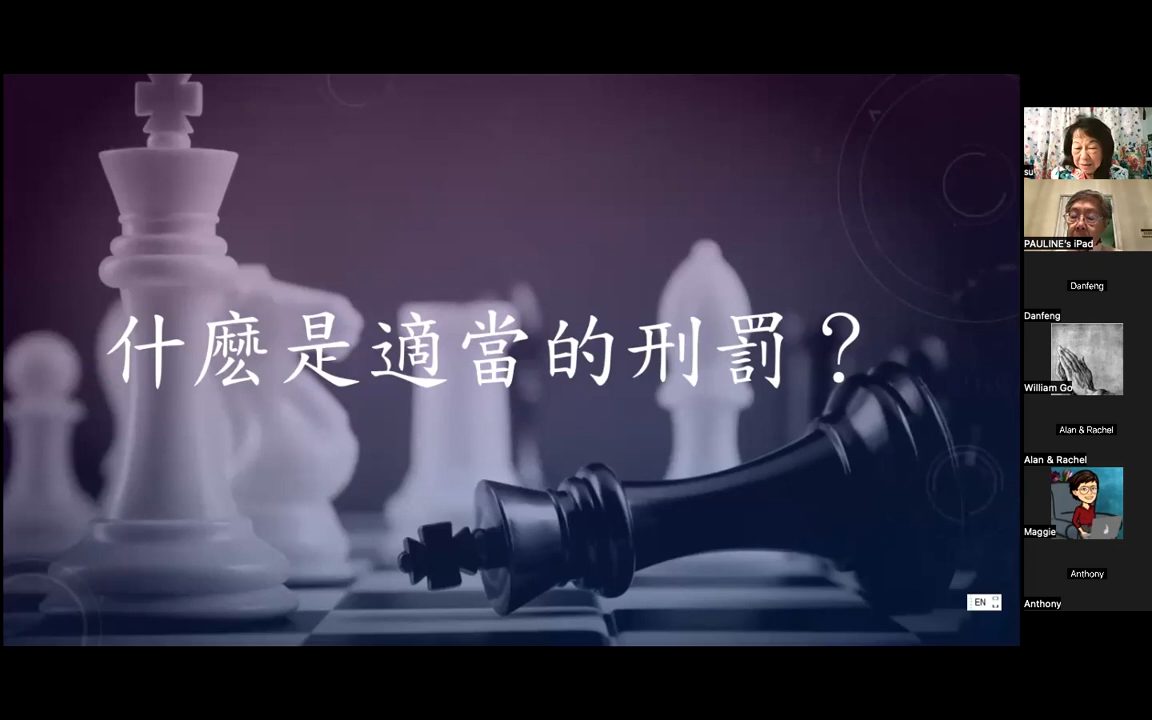 什麼是適當的刑罰？
EN
su
PAULINE's iPad
Danfeng
Danfeng
William Go
Alan & Rachel
Alan & Rachel
Maggie
Anthony
Anthony